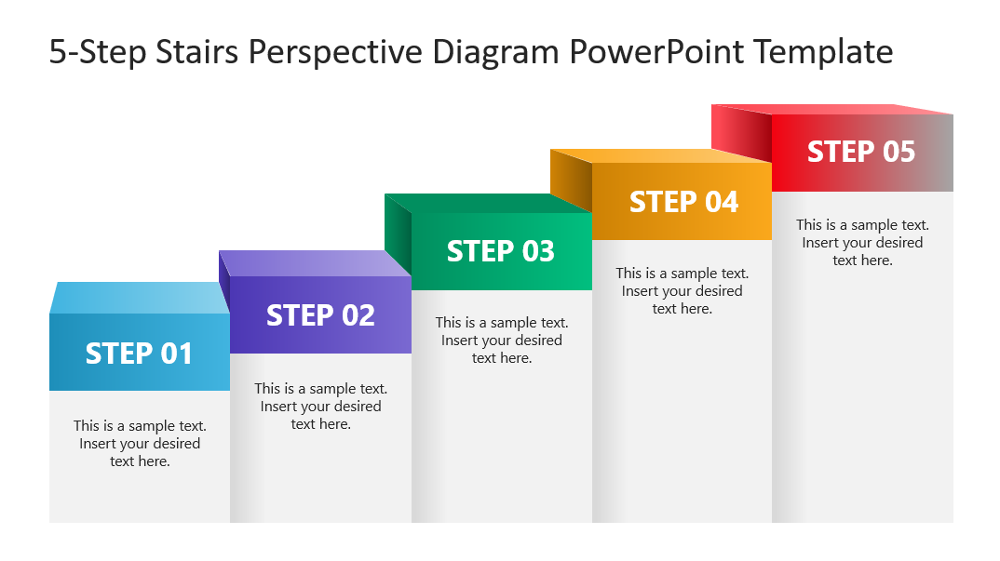 5-Step Stairs Perspective Diagram PowerPoint Template
STEP 01
This is a sample text.
Insert your desired
text here.
STEP 02
This is a sample text.
Insert your desired
text here.
STEP 03
This is a sample text.
Insert your desired
text here.
STEP 04
This is a sample text.
Insert your desired
text here.
STEP 05
This is a sample text.
Insert your desired
text here.